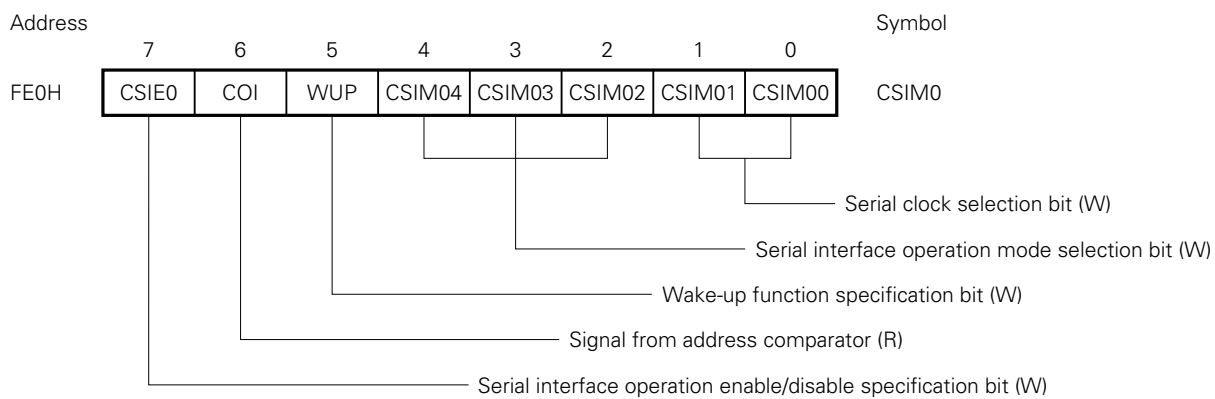 Address Symbol
7 6 5 4 3 2 1 0
FE0H CSIE0 COI WUP CSIM04 CSIM03 CSIM02 CSIM01 CSIM00 CSIM0
Serial clock selection bit (W)
Serial interface operation mode selection bit (W)
Wake-up function specification bit (W)
Signal from address comparator (R)
Serial interface operation enable/disable specification bit (W)